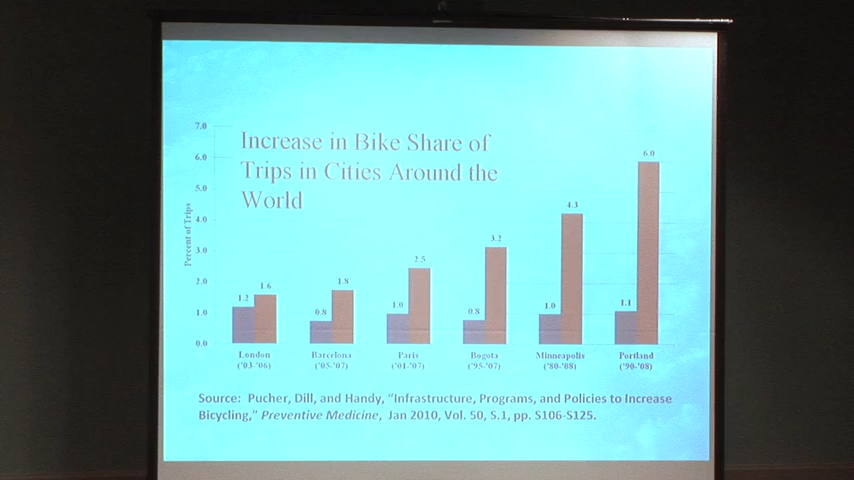 Increase in Bike Share of
Trips in Cities Around the
World
Percent of Trips
7.0
6.0
5.0
4.0
3.0
2.0
1.0
0.0
1.2 1.6 0.8 1.8 1.0 2.5 0.8 3.2 1.0 4.3 1.1 6.0
London Barcelona Paris Bogota Minneapolis Portland
('03-'06) ('05-'07) ('01-'07) ('95-'07) ('80-'08) ('90-'08)
Source: Pucher, Dill, and Handy, “Infrastructure, Programs, and Policies to Increase
Bicycling,” Preventive Medicine, Jan 2010, Vol. 50, S.1, pp. S106-S125.